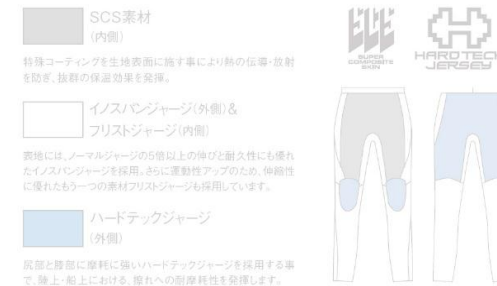 SCS素材
(内側)
特殊コーティングを生地表面に施す事により熱の伝導・放射
を防ぎ、抜群の保温効果を発揮。
イノスパンジャージ(外側)&
フリストジャージ(内側)
表地には、ノーマルジャージの5倍以上の伸びと耐久性にも優れ
たイノスパンジャージを採用。さらに運動性アップのため、伸縮性
に優れたもう一つの素材フリストジャージも採用しています。
ハードテックジャージ
(外側)
尻部と膝部に摩耗に強いハードテックジャージを採用する事
で、陸上・船上における、擦れへの耐摩耗性を発揮します。
SUPER
COMPOSITE
SKIN
HARD TECH
JERSEY